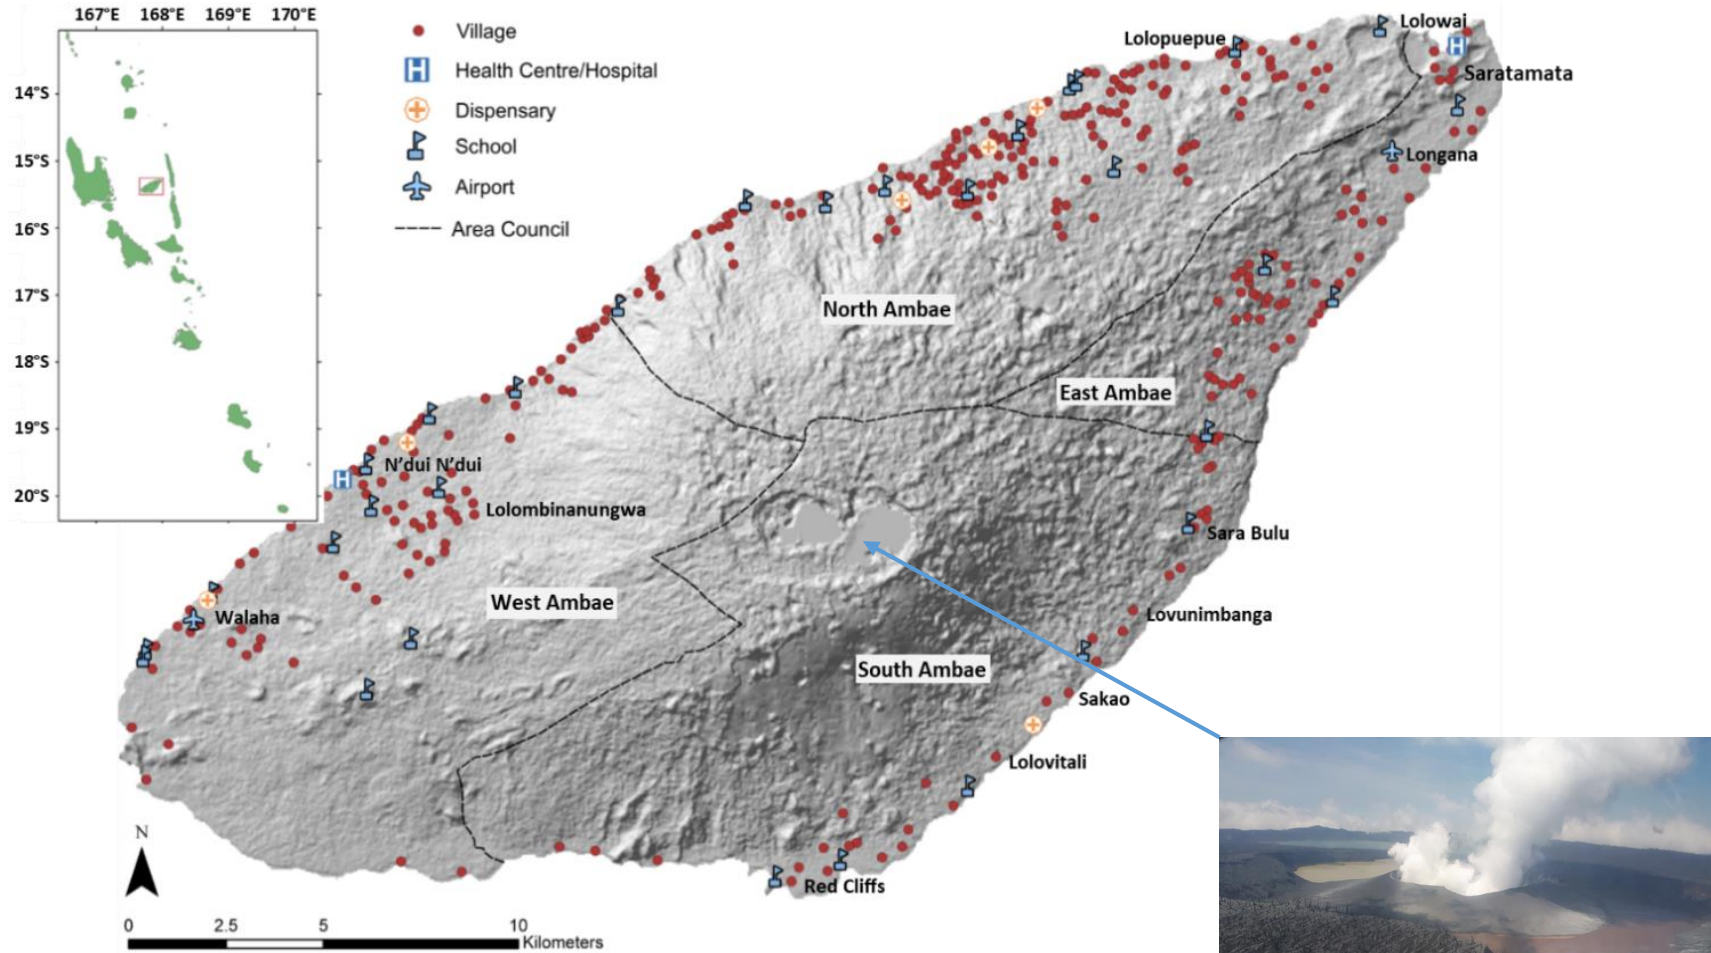 167°E 168°E 169°E 170°E
14°S
15°S
16°S
17°S
18°S
19°S
20°S
Village
Health Centre/Hospital
Dispensary
School
Airport
Area Council
Lolowai
Lolopuepue
Saratamata
Longana
North Ambae
East Ambae
N'dui N'dui
Lolombinanungwa
Sara Bulu
West Ambae
Walaha
Lovunimbanga
South Ambae
Sakao
Lolovitali
Red Cliffs
N
0 2.5 5 10
Kilometers
H
H
H